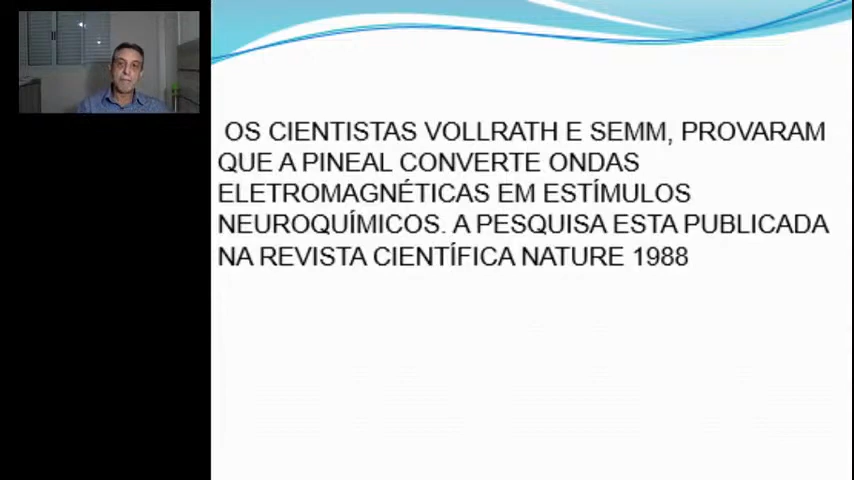 OS CIENTISTAS VOLLRATH E SEMM, PROVARAM
QUE A PINEAL CONVERTE ONDAS
ELETROMAGNÉTICAS EM ESTÍMULOS
NEUROQUÍMICOS. A PESQUISA ESTA PUBLICADA
NA REVISTA CIENTÍFICA NATURE 1988